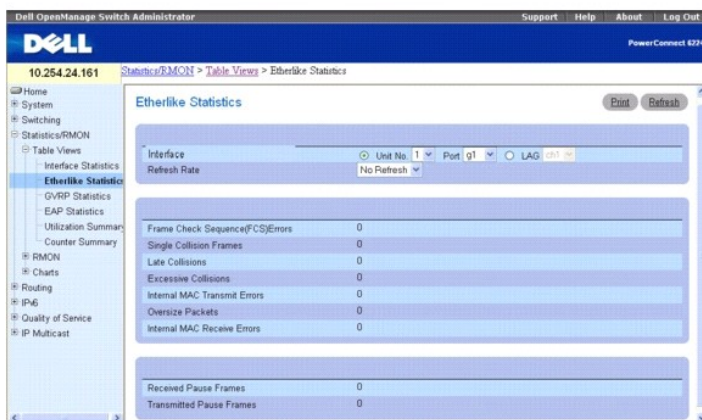 Dell OpenManage Switch Administrator
Support Help About Log Out
DELL
PowerConnect 6224
10.254.24.161
Statistics/RMON > Table Views > Etherlike Statistics
Home
System
Switching
Statistics/RMON
Table Views
Interface Statistics
Etherlike Statistics
GVRP Statistics
EAP Statistics
Utilization Summary
Counter Summary
RMON
Charts
Routing
IPv6
Quality of Service
IP Multicast
Etherlike Statistics
Print Refresh
Interface Unit No. 1 Port g1 LAG ch1
Refresh Rate No Refresh
Frame Check Sequence(FCS)Errors 0
Single Collision Frames 0
Late Collisions 0
Excessive Collisions 0
Internal MAC Transmit Errors 0
Oversize Packets 0
Internal MAC Receive Errors 0
Received Pause Frames 0
Transmitted Pause Frames 0